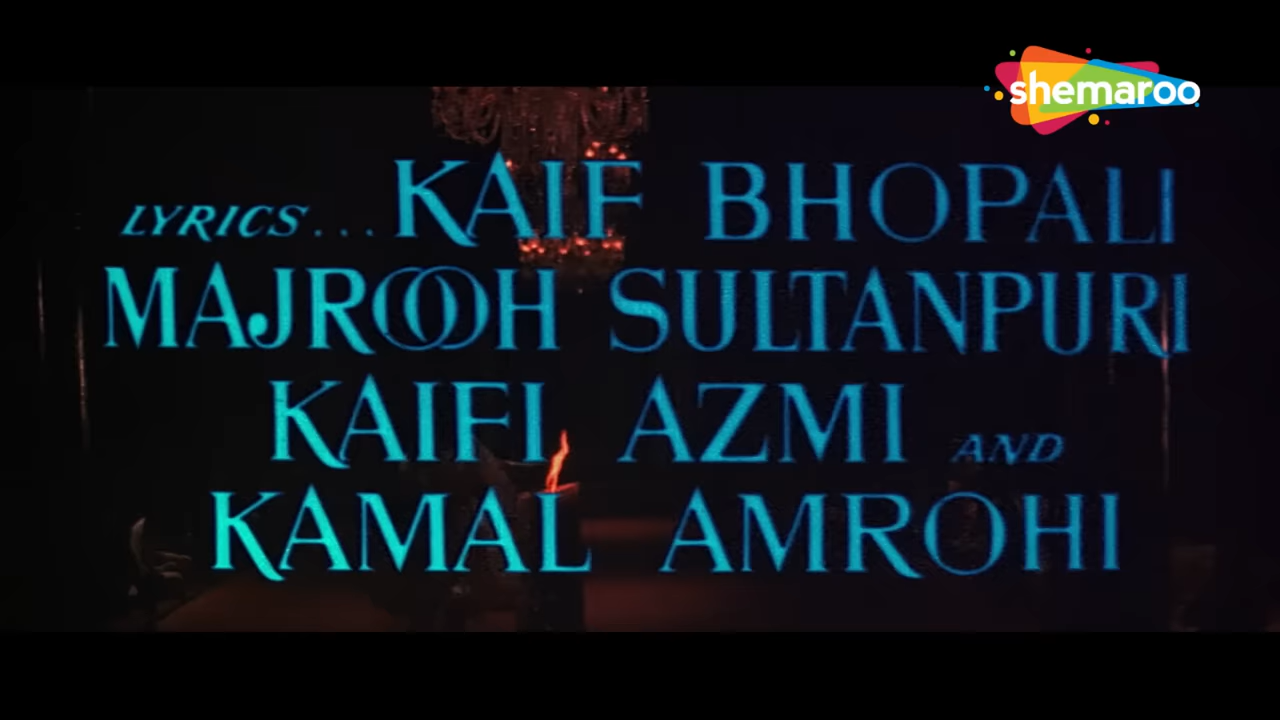 shemaroo
LYRICS... KAIF BHOPALI
MAJROOH SULTANPURI
KAIFI AZMI AND
KAMAL AMROHI